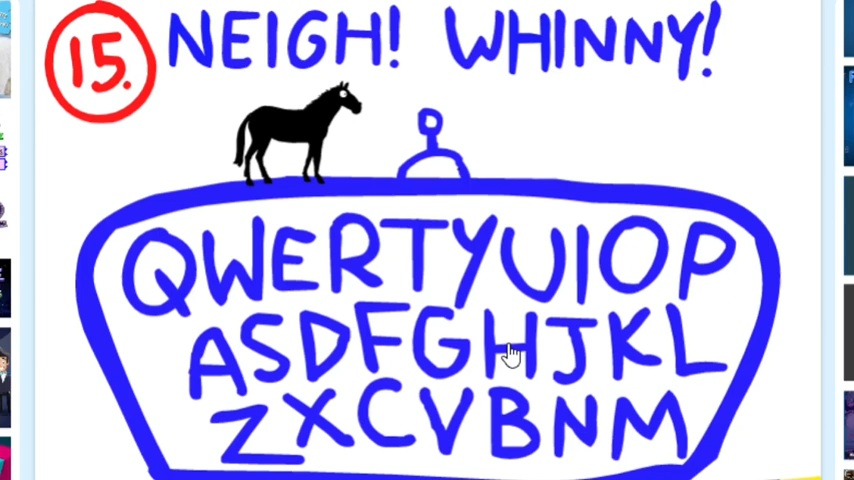 15. NEIGH! WHINNY!
QWERTYUIOP
ASDFGHJKL
ZXCVBNM